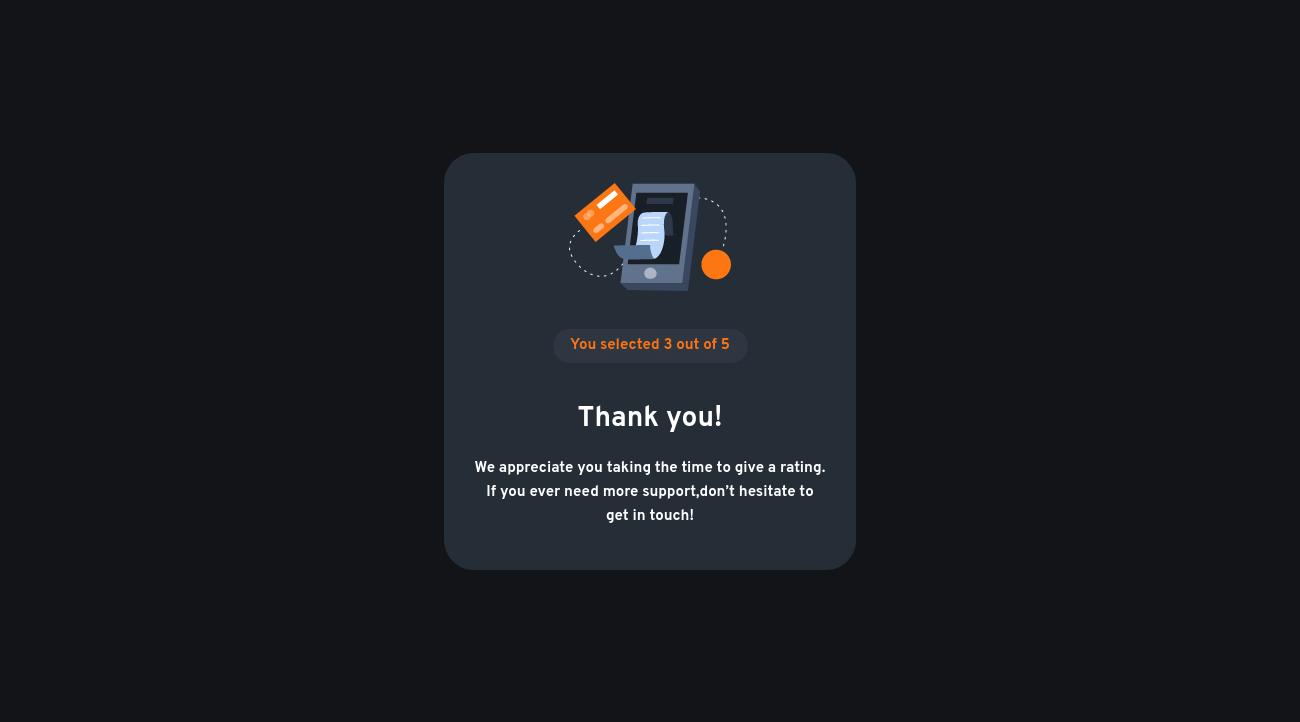 You selected 3 out of 5
Thank you!
We appreciate you taking the time to give a rating.
If you ever need more support,don’t hesitate to
get in touch!